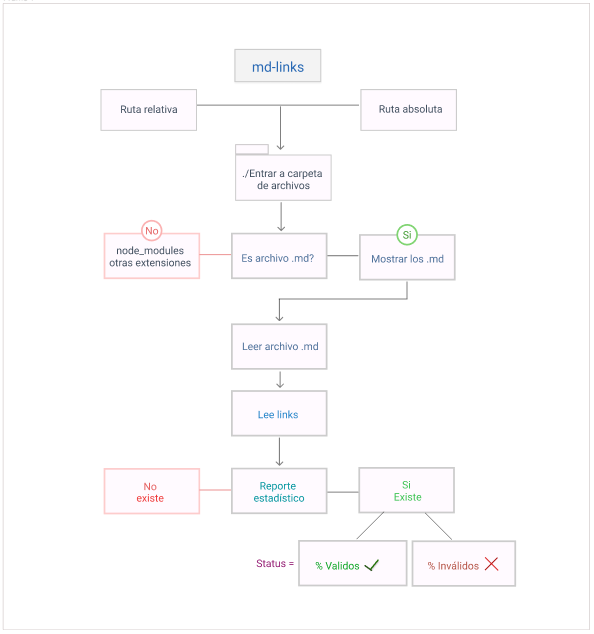 md-links
Ruta relativa
Ruta absoluta
./Entrar a carpeta
de archivos
No
node_modules
otras extensiones
Es archivo .md?
Si
Mostrar los .md
Leer archivo .md
Lee links
No
existe
Reporte
estadístico
Si
Existe
Status =
% Validos
% Inválidos